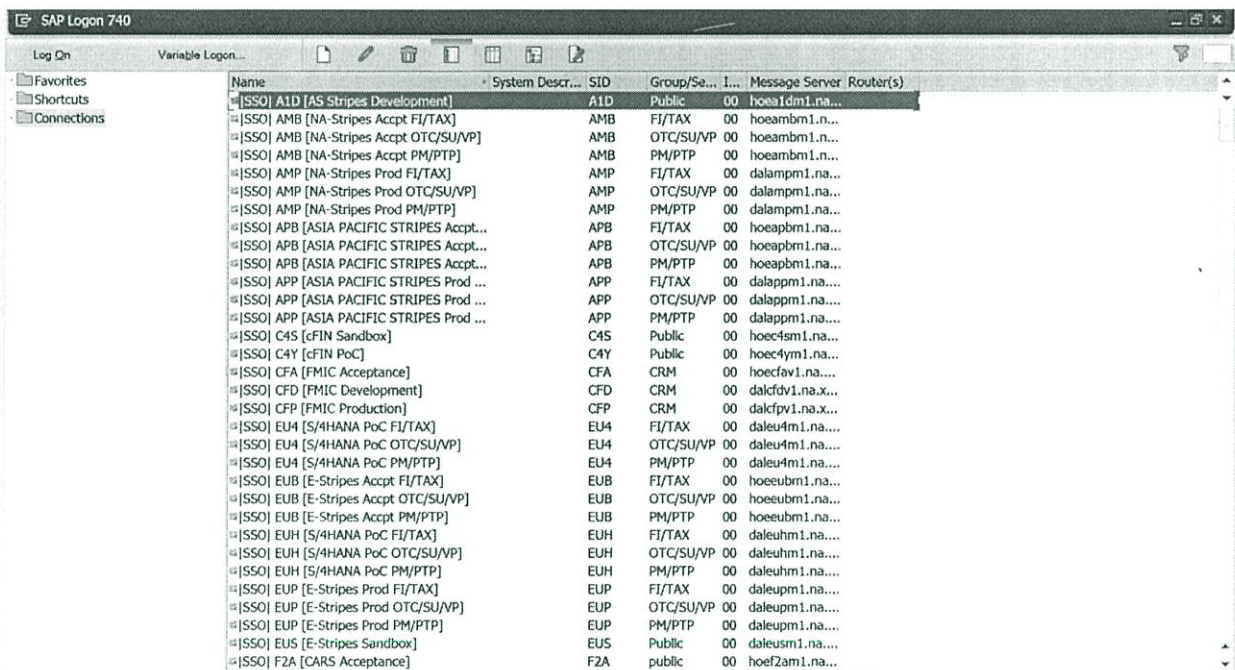 SAP Logon 740
Log On Variable Logon...
Favorites
Shortcuts
Connections
Name System Descr... SID Group/Se... I... Message Server Router(s)
|SSO| A1D [AS Stripes Development] A1D Public 00 hoea1dm1.na...
|SSO| AMB [NA-Stripes Accpt FI/TAX] AMB FI/TAX 00 hoeambm1.n...
|SSO| AMB [NA-Stripes Accpt OTC/SU/VP] AMB OTC/SU/VP 00 hoeambm1.n...
|SSO| AMB [NA-Stripes Accpt PM/PTP] AMB PM/PTP 00 hoeambm1.n...
|SSO| AMP [NA-Stripes Prod FI/TAX] AMP FI/TAX 00 dalampm1.na...
|SSO| AMP [NA-Stripes Prod OTC/SU/VP] AMP OTC/SU/VP 00 dalampm1.na...
|SSO| AMP [NA-Stripes Prod PM/PTP] AMP PM/PTP 00 dalampm1.na...
|SSO| APB [ASIA PACIFIC STRIPES Accpt... APB FI/TAX 00 hoeapbm1.na...
|SSO| APB [ASIA PACIFIC STRIPES Accpt... APB OTC/SU/VP 00 hoeapbm1.na...
|SSO| APB [ASIA PACIFIC STRIPES Accpt... APB PM/PTP 00 hoeapbm1.na...
|SSO| APP [ASIA PACIFIC STRIPES Prod ... APP FI/TAX 00 dalappm1.na....
|SSO| APP [ASIA PACIFIC STRIPES Prod ... APP OTC/SU/VP 00 dalappm1.na....
|SSO| APP [ASIA PACIFIC STRIPES Prod ... APP PM/PTP 00 dalappm1.na....
|SSO| C4S [cFIN Sandbox] C4S Public 00 hoec4sm1.na...
|SSO| C4Y [cFIN PoC] C4Y Public 00 hoec4ym1.na...
|SSO| CFA [FMIC Acceptance] CFA CRM 00 hoecfav1.na....
|SSO| CFD [FMIC Development] CFD CRM 00 dalcfdv1.na.x...
|SSO| CFP [FMIC Production] CFP CRM 00 dalcfpv1.na.x...
|SSO| EU4 [S/4HANA PoC FI/TAX] EU4 FI/TAX 00 daleu4m1.na....
|SSO| EU4 [S/4HANA PoC OTC/SU/VP] EU4 OTC/SU/VP 00 daleu4m1.na....
|SSO| EU4 [S/4HANA PoC PM/PTP] EU4 PM/PTP 00 daleu4m1.na....
|SSO| EUB [E-Stripes Accpt FI/TAX] EUB FI/TAX 00 hoeeubm1.na...
|SSO| EUB [E-Stripes Accpt OTC/SU/VP] EUB OTC/SU/VP 00 hoeeubm1.na...
|SSO| EUB [E-Stripes Accpt PM/PTP] EUB PM/PTP 00 hoeeubm1.na...
|SSO| EUH [S/4HANA PoC FI/TAX] EUH FI/TAX 00 daleuhm1.na....
|SSO| EUH [S/4HANA PoC OTC/SU/VP] EUH OTC/SU/VP 00 daleuhm1.na....
|SSO| EUH [S/4HANA PoC PM/PTP] EUH PM/PTP 00 daleuhm1.na....
|SSO| EUP [E-Stripes Prod FI/TAX] EUP FI/TAX 00 daleupm1.na....
|SSO| EUP [E-Stripes Prod OTC/SU/VP] EUP OTC/SU/VP 00 daleupm1.na....
|SSO| EUP [E-Stripes Prod PM/PTP] EUP PM/PTP 00 daleupm1.na....
|SSO| EUS [E-Stripes Sandbox] EUS Public 00 daleusm1.na....
|SSO| F2A [CARS Acceptance] F2A public 00 hoef2am1.na...